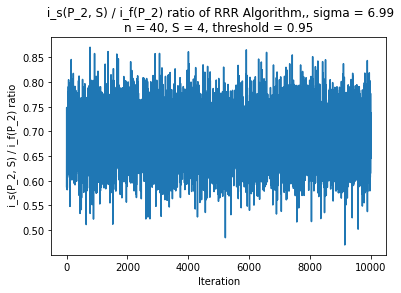 i_s(P_2, S) / i_f(P_2) ratio of RRR Algorithm,, sigma = 6.99
n = 40, S = 4, threshold = 0.95
i_s(P_2, S) / i_f(P_2) ratio
0.85
0.80
0.75
0.70
0.65
0.60
0.55
0.50
0 2000 4000 6000 8000 10000
Iteration